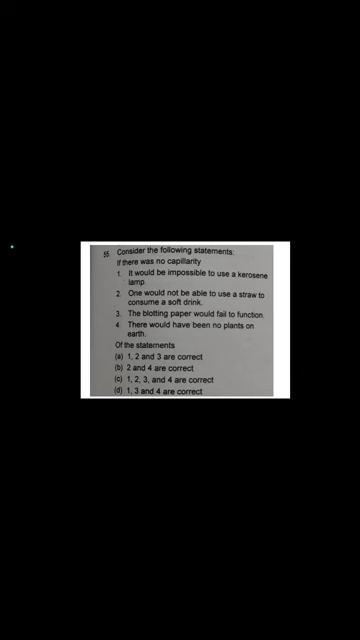 55. Consider the following statements:
If there was no capillarity
1. It would be impossible to use a kerosene
lamp.
2. One would not be able to use a straw to
consume a soft drink.
3. The blotting paper would fail to function.
4. There would have been no plants on
earth.
Of the statements
(a) 1, 2 and 3 are correct
(b) 2 and 4 are correct
(c) 1, 2, 3, and 4 are correct
(d) 1, 3 and 4 are correct